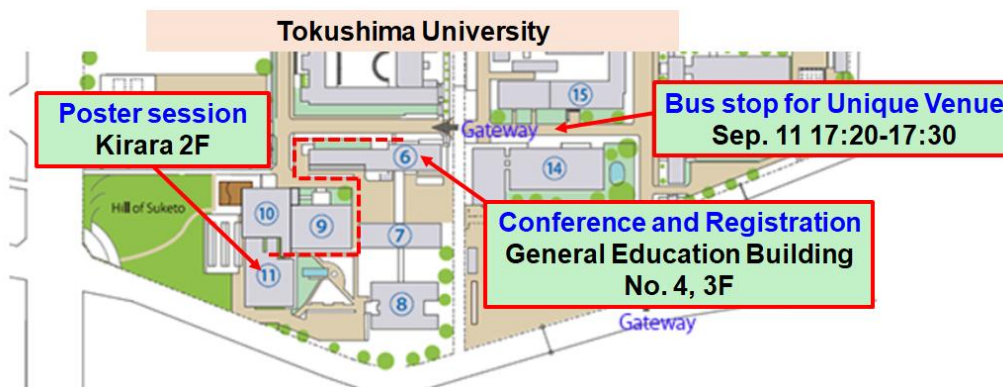 Tokushima University
15
Poster session
Kirara 2F
Gateway
Bus stop for Unique Venue
Sep. 11 17:20-17:30
6
14
Hill of Suketo
10
9
7
Conference and Registration
General Education Building
No. 4, 3F
11
8
Gateway